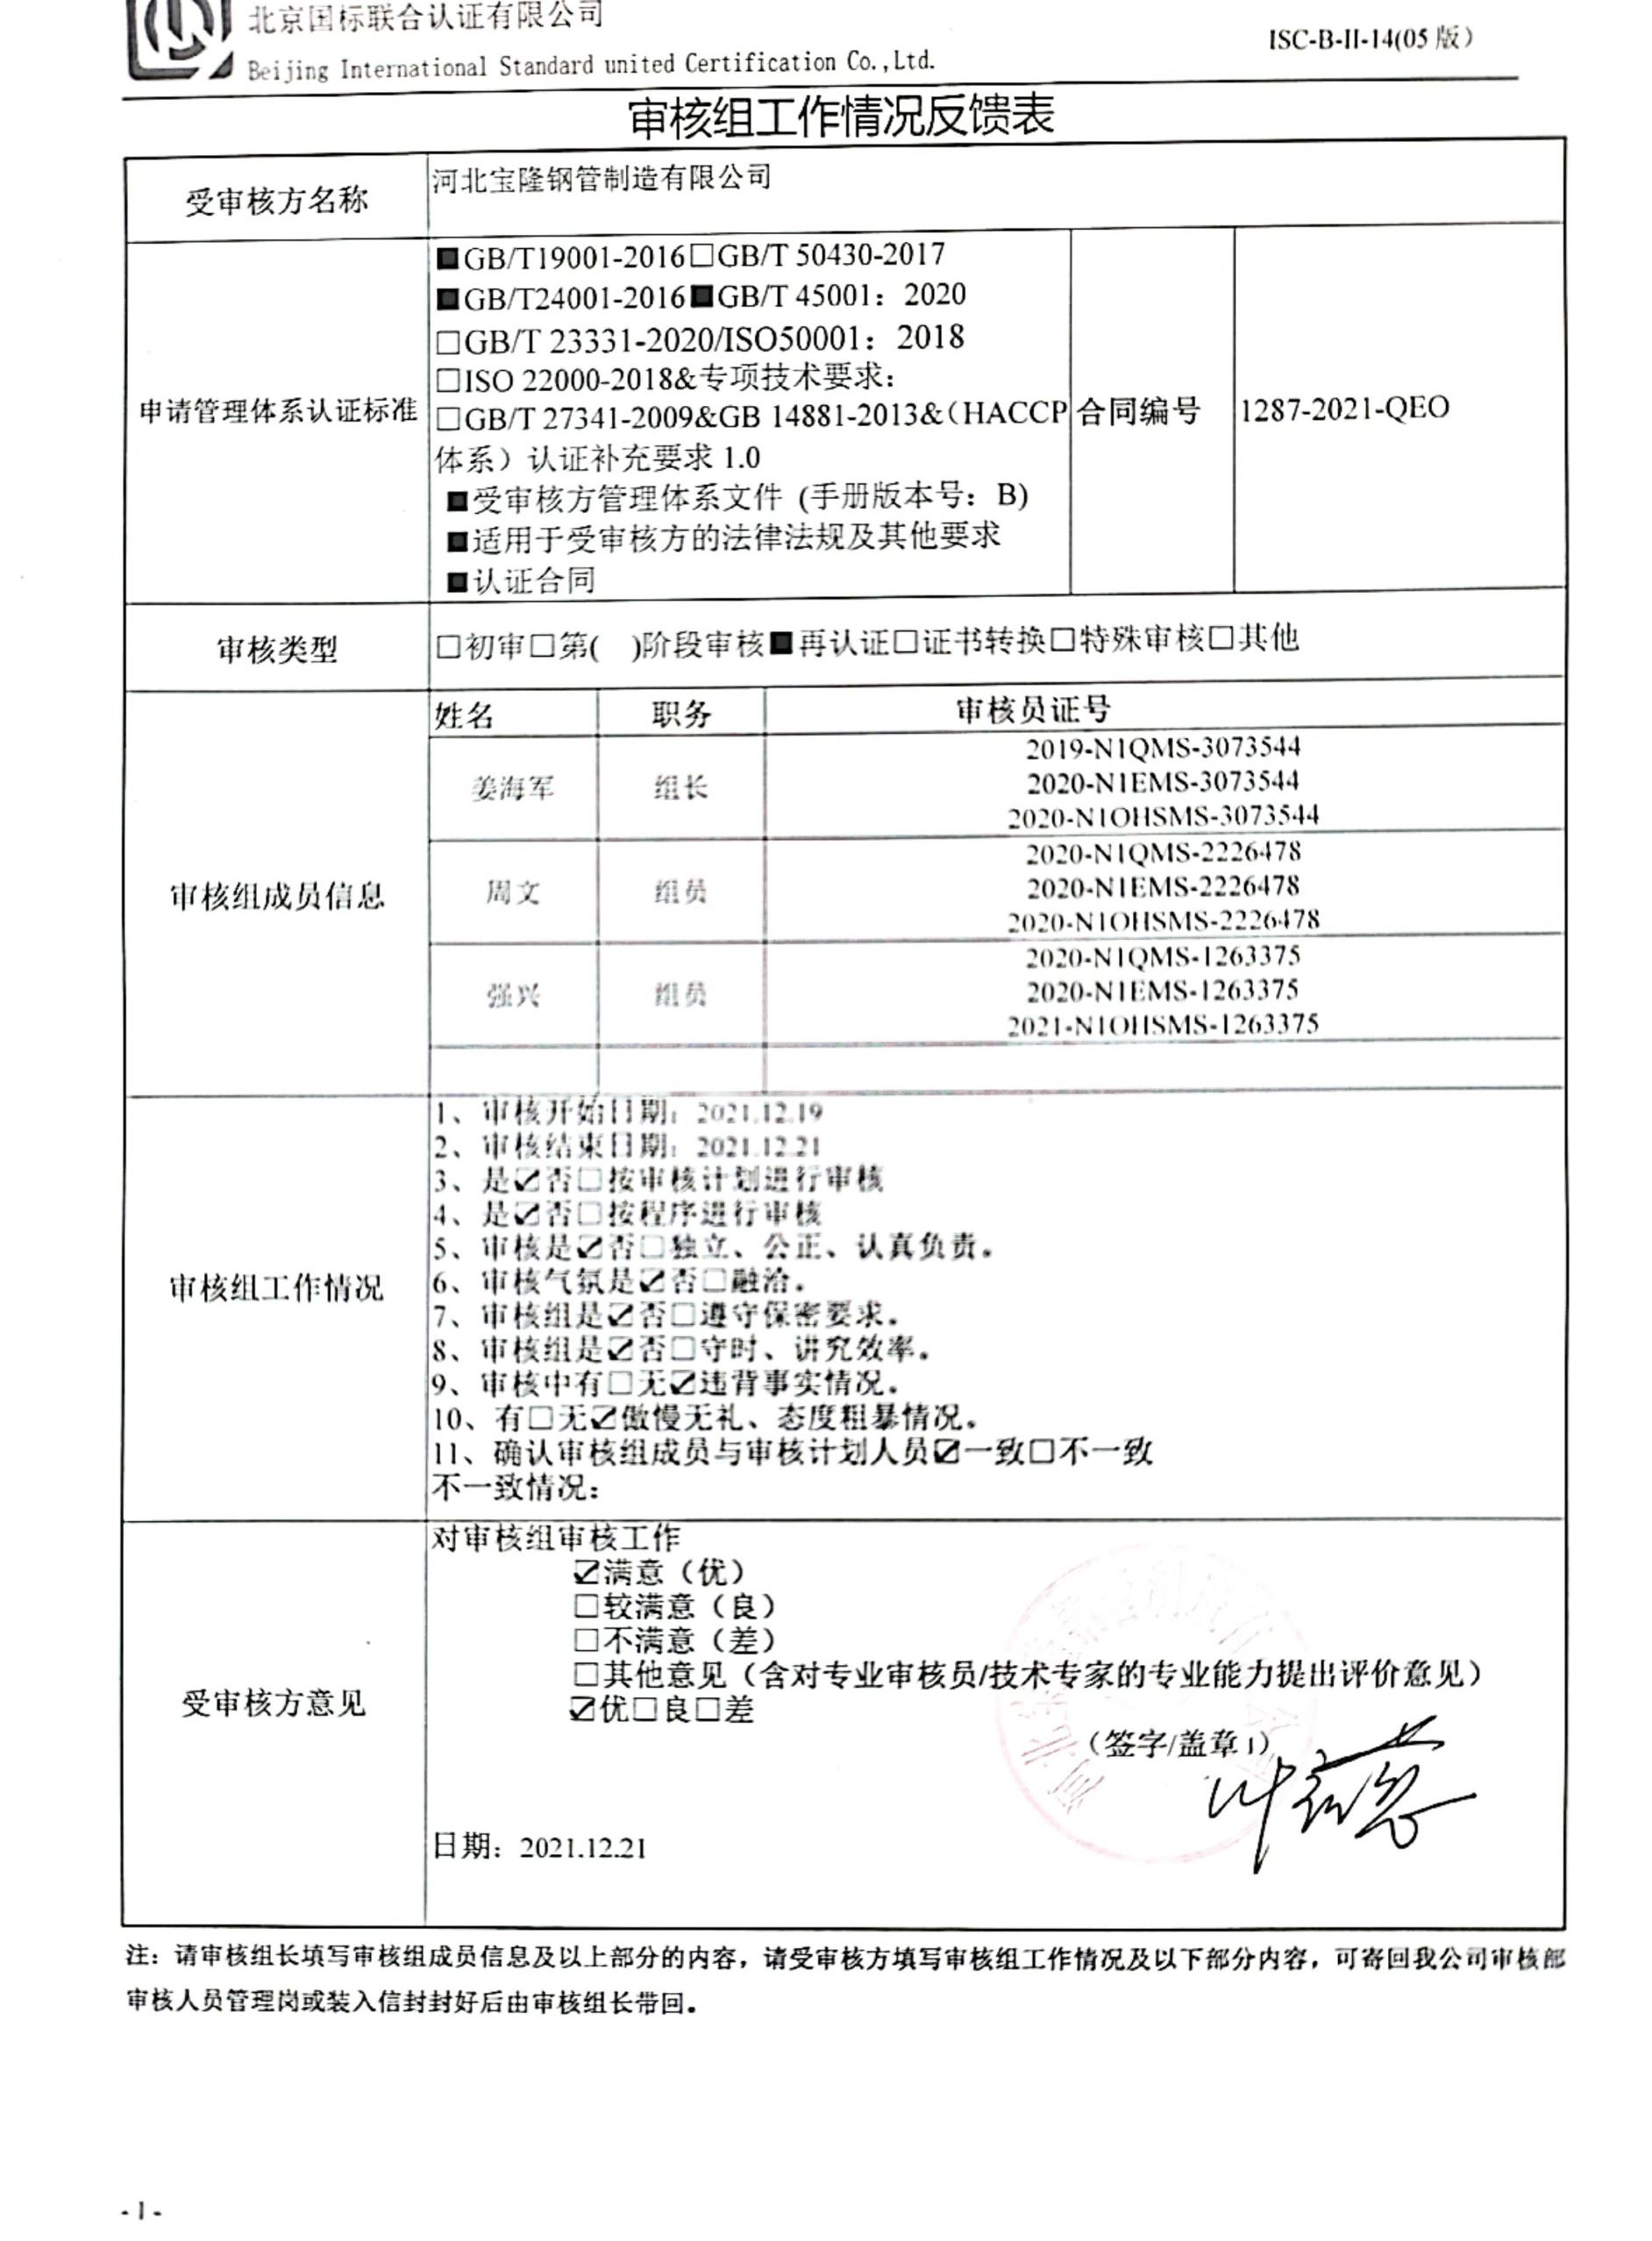 北京国标联合认证有限公司
Beijing International Standard united Certification Co.,Ltd.
ISC-B-II-14(05 版)
审核组工作情况反馈表
受审核方名称
河北宝隆钢管制造有限公司
申请管理体系认证标准
■GB/T19001-2016□GB/T 50430-2017
■GB/T24001-2016■GB/T 45001：2020
□GB/T 23331-2020/ISO50001：2018
□ISO 22000-2018&专项技术要求:
□GB/T 27341-2009&GB 14881-2013&（HACCP
体系）认证补充要求 1.0
■受审核方管理体系文件 (手册版本号：B)
■适用于受审核方的法律法规及其他要求
■认证合同
合同编号
1287-2021-QEO
审核类型
□初审□第( )阶段审核■再认证□证书转换□特殊审核□其他
审核组成员信息
姓名 职务 审核员证号
姜海军 组长
2019-N1QMS-3073544
2020-N1EMS-3073544
2020-N1OHSMS-3073544
周文 组员
2020-N1QMS-2226478
2020-N1EMS-2226478
2020-N1OHSMS-2226478
强兴 组员
2020-N1QMS-1263375
2020-N1EMS-1263375
2021-N1OHSMS-1263375
审核组工作情况
1、审核开始日期：2021.12.19
2、审核结束日期：2021.12.21
3、是☑否□按审核计划进行审核
4、是☑否□按程序进行审核
5、审核是☑否□独立、公正、认真负责。
6、审核气氛是☑否□融洽。
7、审核组是☑否□遵守保密要求。
8、审核组是☑否□守时、讲究效率。
9、审核中有□无☑违背事实情况。
10、有□无☑傲慢无礼、态度粗暴情况。
11、确认审核组成员与审核计划人员☑一致□不一致
不一致情况：
受审核方意见
对审核组审核工作
☑满意（优）
□较满意（良）
□不满意（差）
□其他意见（含对专业审核员/技术专家的专业能力提出评价意见）
☑优□良□差
（签字/盖章）
日期：2021.12.21
注：请审核组长填写审核组成员信息及以上部分的内容，请受审核方填写审核组工作情况及以下部分内容，可寄回我公司审核部
审核人员管理岗或装入信封封好后由审核组长带回。
- 1 -